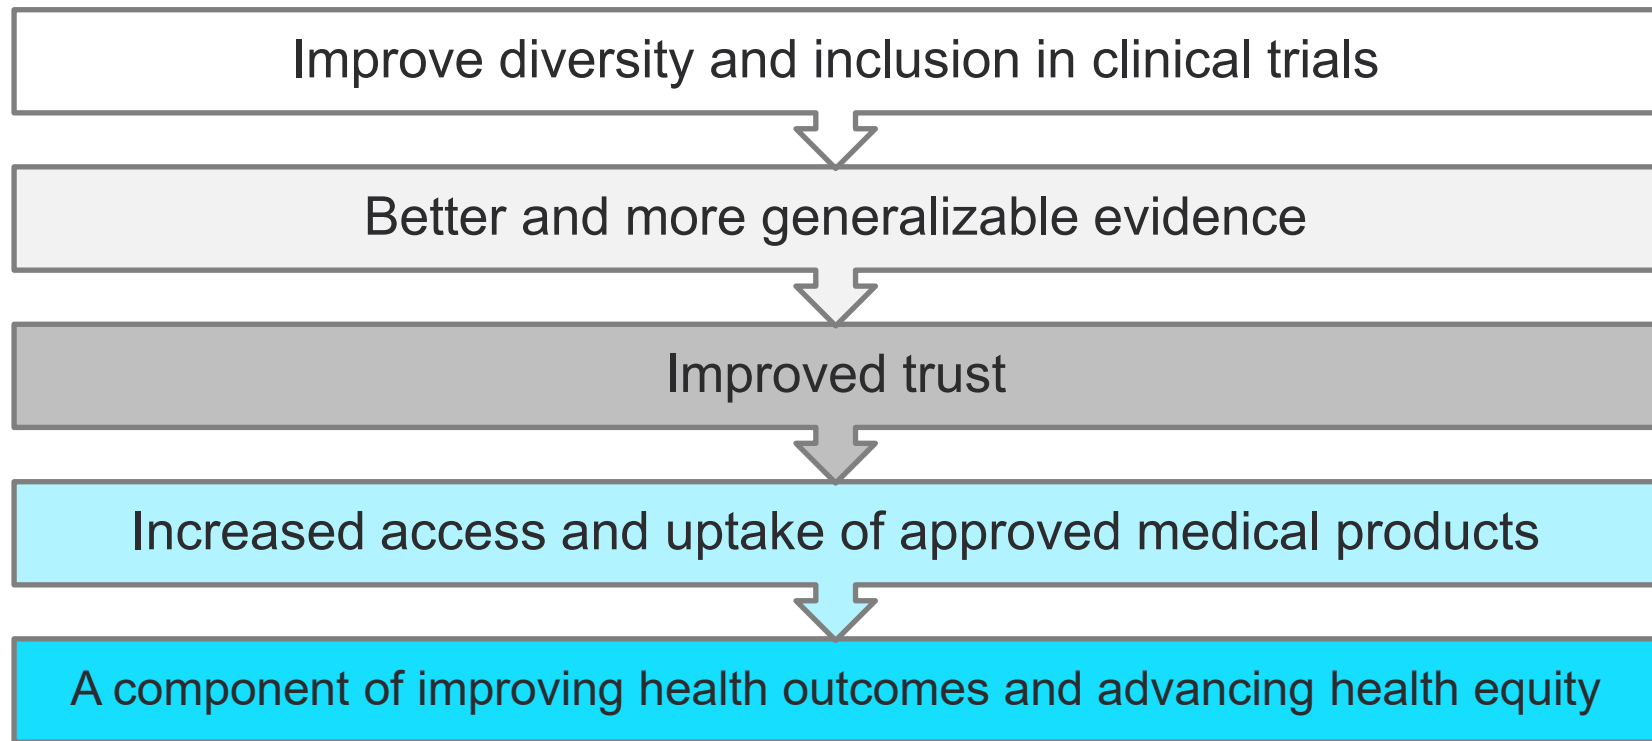 Improve diversity and inclusion in clinical trials
Better and more generalizable evidence
Improved trust
Increased access and uptake of approved medical products
A component of improving health outcomes and advancing health equity